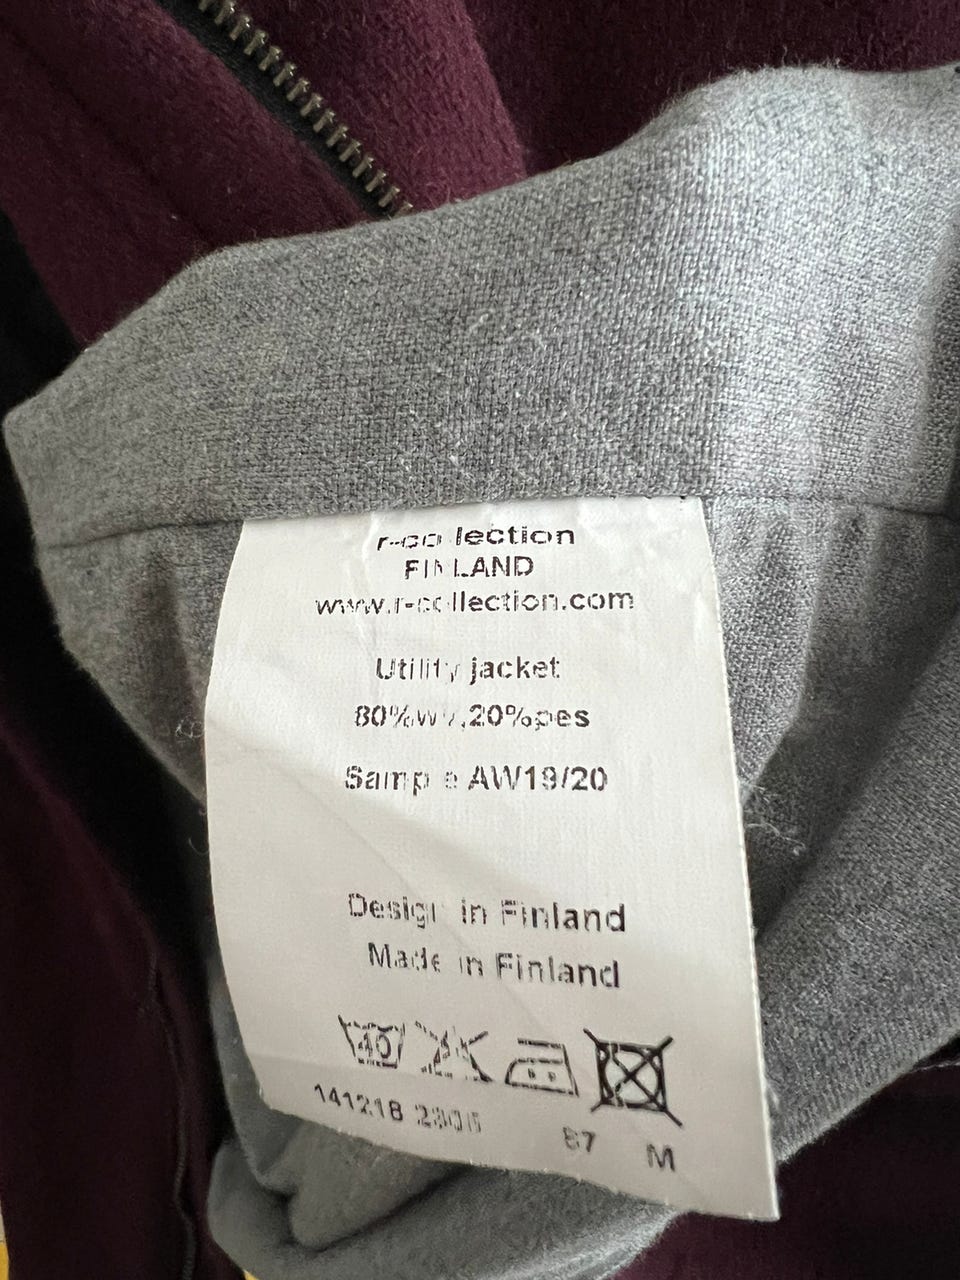 r-collection
FINLAND
www.r-collection.com
Utility jacket
80%wv,20%pes
Sample AW19/20
Design in Finland
Made in Finland
40
141218
87 M